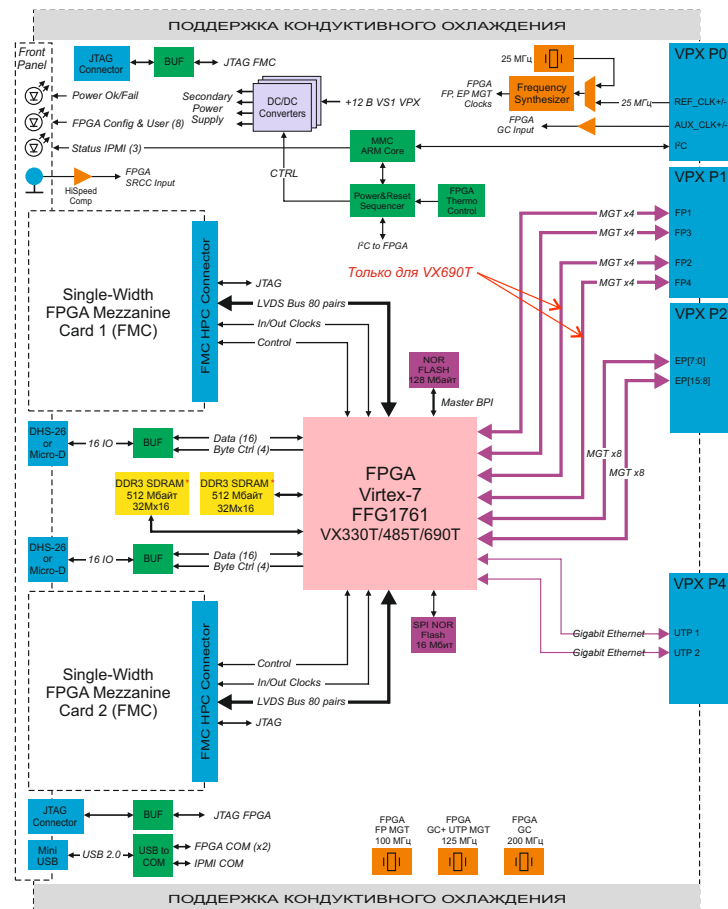 ПОДДЕРЖКА КОНДУКТИВНОГО ОХЛАЖДЕНИЯ
Front
Panel
JTAG
Connector
BUF
JTAG FMC
Power Ok/Fail
FPGA Config & User (8)
Status IPMI (3)
HiSpeed
Comp
FPGA
SRCC Input
Secondary
Power
Supply
DC/DC
Converters
+12 В VS1 VPX
CTRL
MMC
ARM Core
Power&Reset
Sequencer
FPGA
Thermo
Control
I²C to FPGA
25 МГц
FPGA
FP, EP MGT
Clocks
Frequency
Synthesizer
25 МГц
FPGA
GC Input
VPX P0
REF_CLK+/-
AUX_CLK+/-
I²C
VPX P1
FP1
FP3
FP2
FP4
MGT x4
MGT x4
MGT x4
MGT x4
Только для VX690T
VPX P2
EP[7:0]
EP[15:8]
MGT x8
MGT x8
Single-Width
FPGA Mezzanine
Card 1 (FMC)
FMC HPC Connector
JTAG
LVDS Bus 80 pairs
In/Out Clocks
Control
NOR
FLASH
128 Мбайт
Master BPI
DHS-26
or
Micro-D
16 IO
BUF
Data (16)
Byte Ctrl (4)
DDR3 SDRAM*
512 Мбайт
32Mx16
DDR3 SDRAM*
512 Мбайт
32Mx16
FPGA
Virtex-7
FFG1761
VX330T/485T/690T
DHS-26
or
Micro-D
16 IO
BUF
Data (16)
Byte Ctrl (4)
SPI NOR
Flash
16 Мбит
VPX P4
UTP 1
UTP 2
Gigabit Ethernet
Gigabit Ethernet
Single-Width
FPGA Mezzanine
Card 2 (FMC)
FMC HPC Connector
Control
In/Out Clocks
LVDS Bus 80 pairs
JTAG
JTAG
Connector
BUF
JTAG FPGA
Mini
USB
USB 2.0
USB to
COM
FPGA COM (x2)
IPMI COM
FPGA
FP MGT
100 МГц
FPGA
GC+ UTP MGT
125 МГц
FPGA
GC
200 МГц
ПОДДЕРЖКА КОНДУКТИВНОГО ОХЛАЖДЕНИЯ